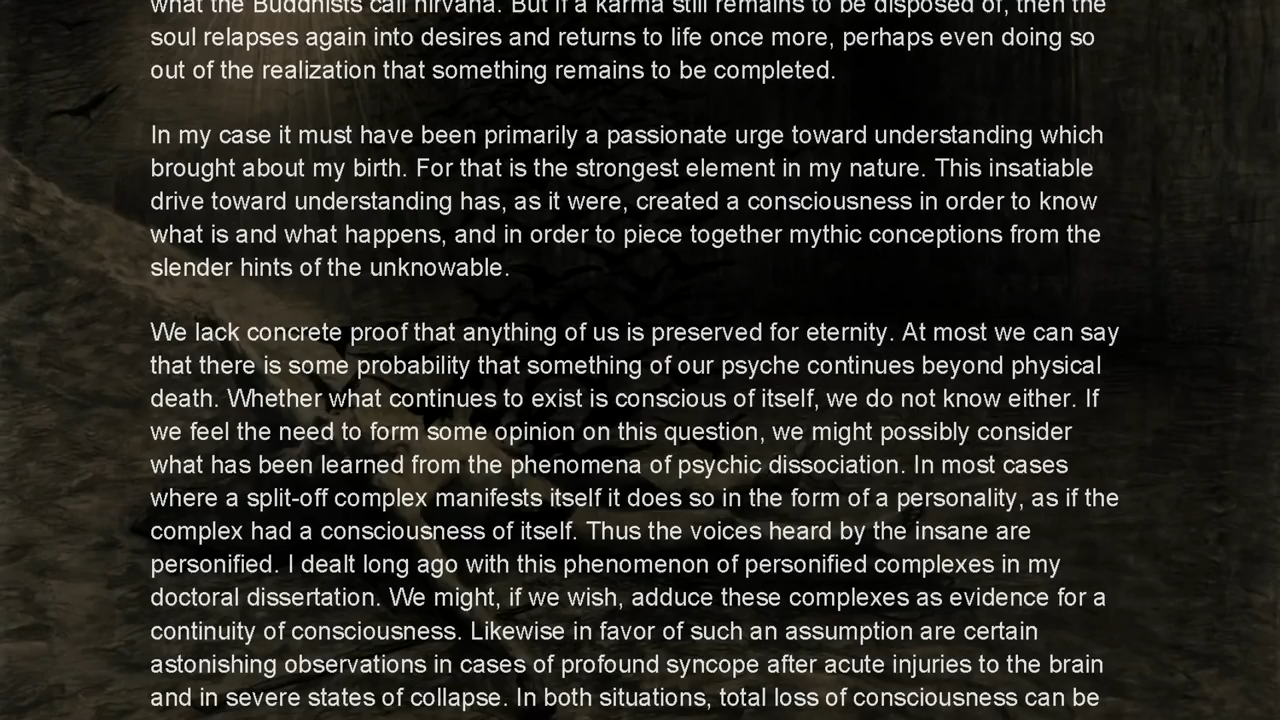 what the Buddhists call nirvana. But if a karma still remains to be disposed of, then the
soul relapses again into desires and returns to life once more, perhaps even doing so
out of the realization that something remains to be completed.
In my case it must have been primarily a passionate urge toward understanding which
brought about my birth. For that is the strongest element in my nature. This insatiable
drive toward understanding has, as it were, created a consciousness in order to know
what is and what happens, and in order to piece together mythic conceptions from the
slender hints of the unknowable.
We lack concrete proof that anything of us is preserved for eternity. At most we can say
that there is some probability that something of our psyche continues beyond physical
death. Whether what continues to exist is conscious of itself, we do not know either. If
we feel the need to form some opinion on this question, we might possibly consider
what has been learned from the phenomena of psychic dissociation. In most cases
where a split-off complex manifests itself it does so in the form of a personality, as if the
complex had a consciousness of itself. Thus the voices heard by the insane are
personified. I dealt long ago with this phenomenon of personified complexes in my
doctoral dissertation. We might, if we wish, adduce these complexes as evidence for a
continuity of consciousness. Likewise in favor of such an assumption are certain
astonishing observations in cases of profound syncope after acute injuries to the brain
and in severe states of collapse. In both situations, total loss of consciousness can be